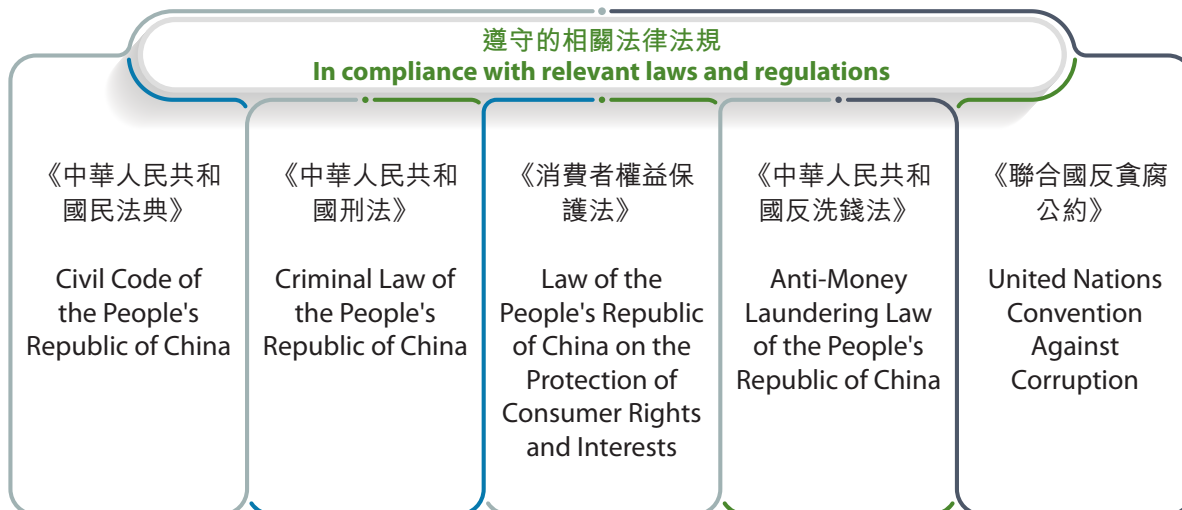 遵守的相關法律法規
In compliance with relevant laws and regulations
《中華人民共和
國民法典》
Civil Code of
the People's
Republic of China
《中華人民共和
國刑法》
Criminal Law of
the People's
Republic of China
《消費者權益保
護法》
Law of the
People's Republic
of China on the
Protection of
Consumer Rights
and Interests
《中華人民共和
國反洗錢法》
Anti-Money
Laundering Law
of the People's
Republic of China
《聯合國反貪腐
公約》
United Nations
Convention
Against
Corruption